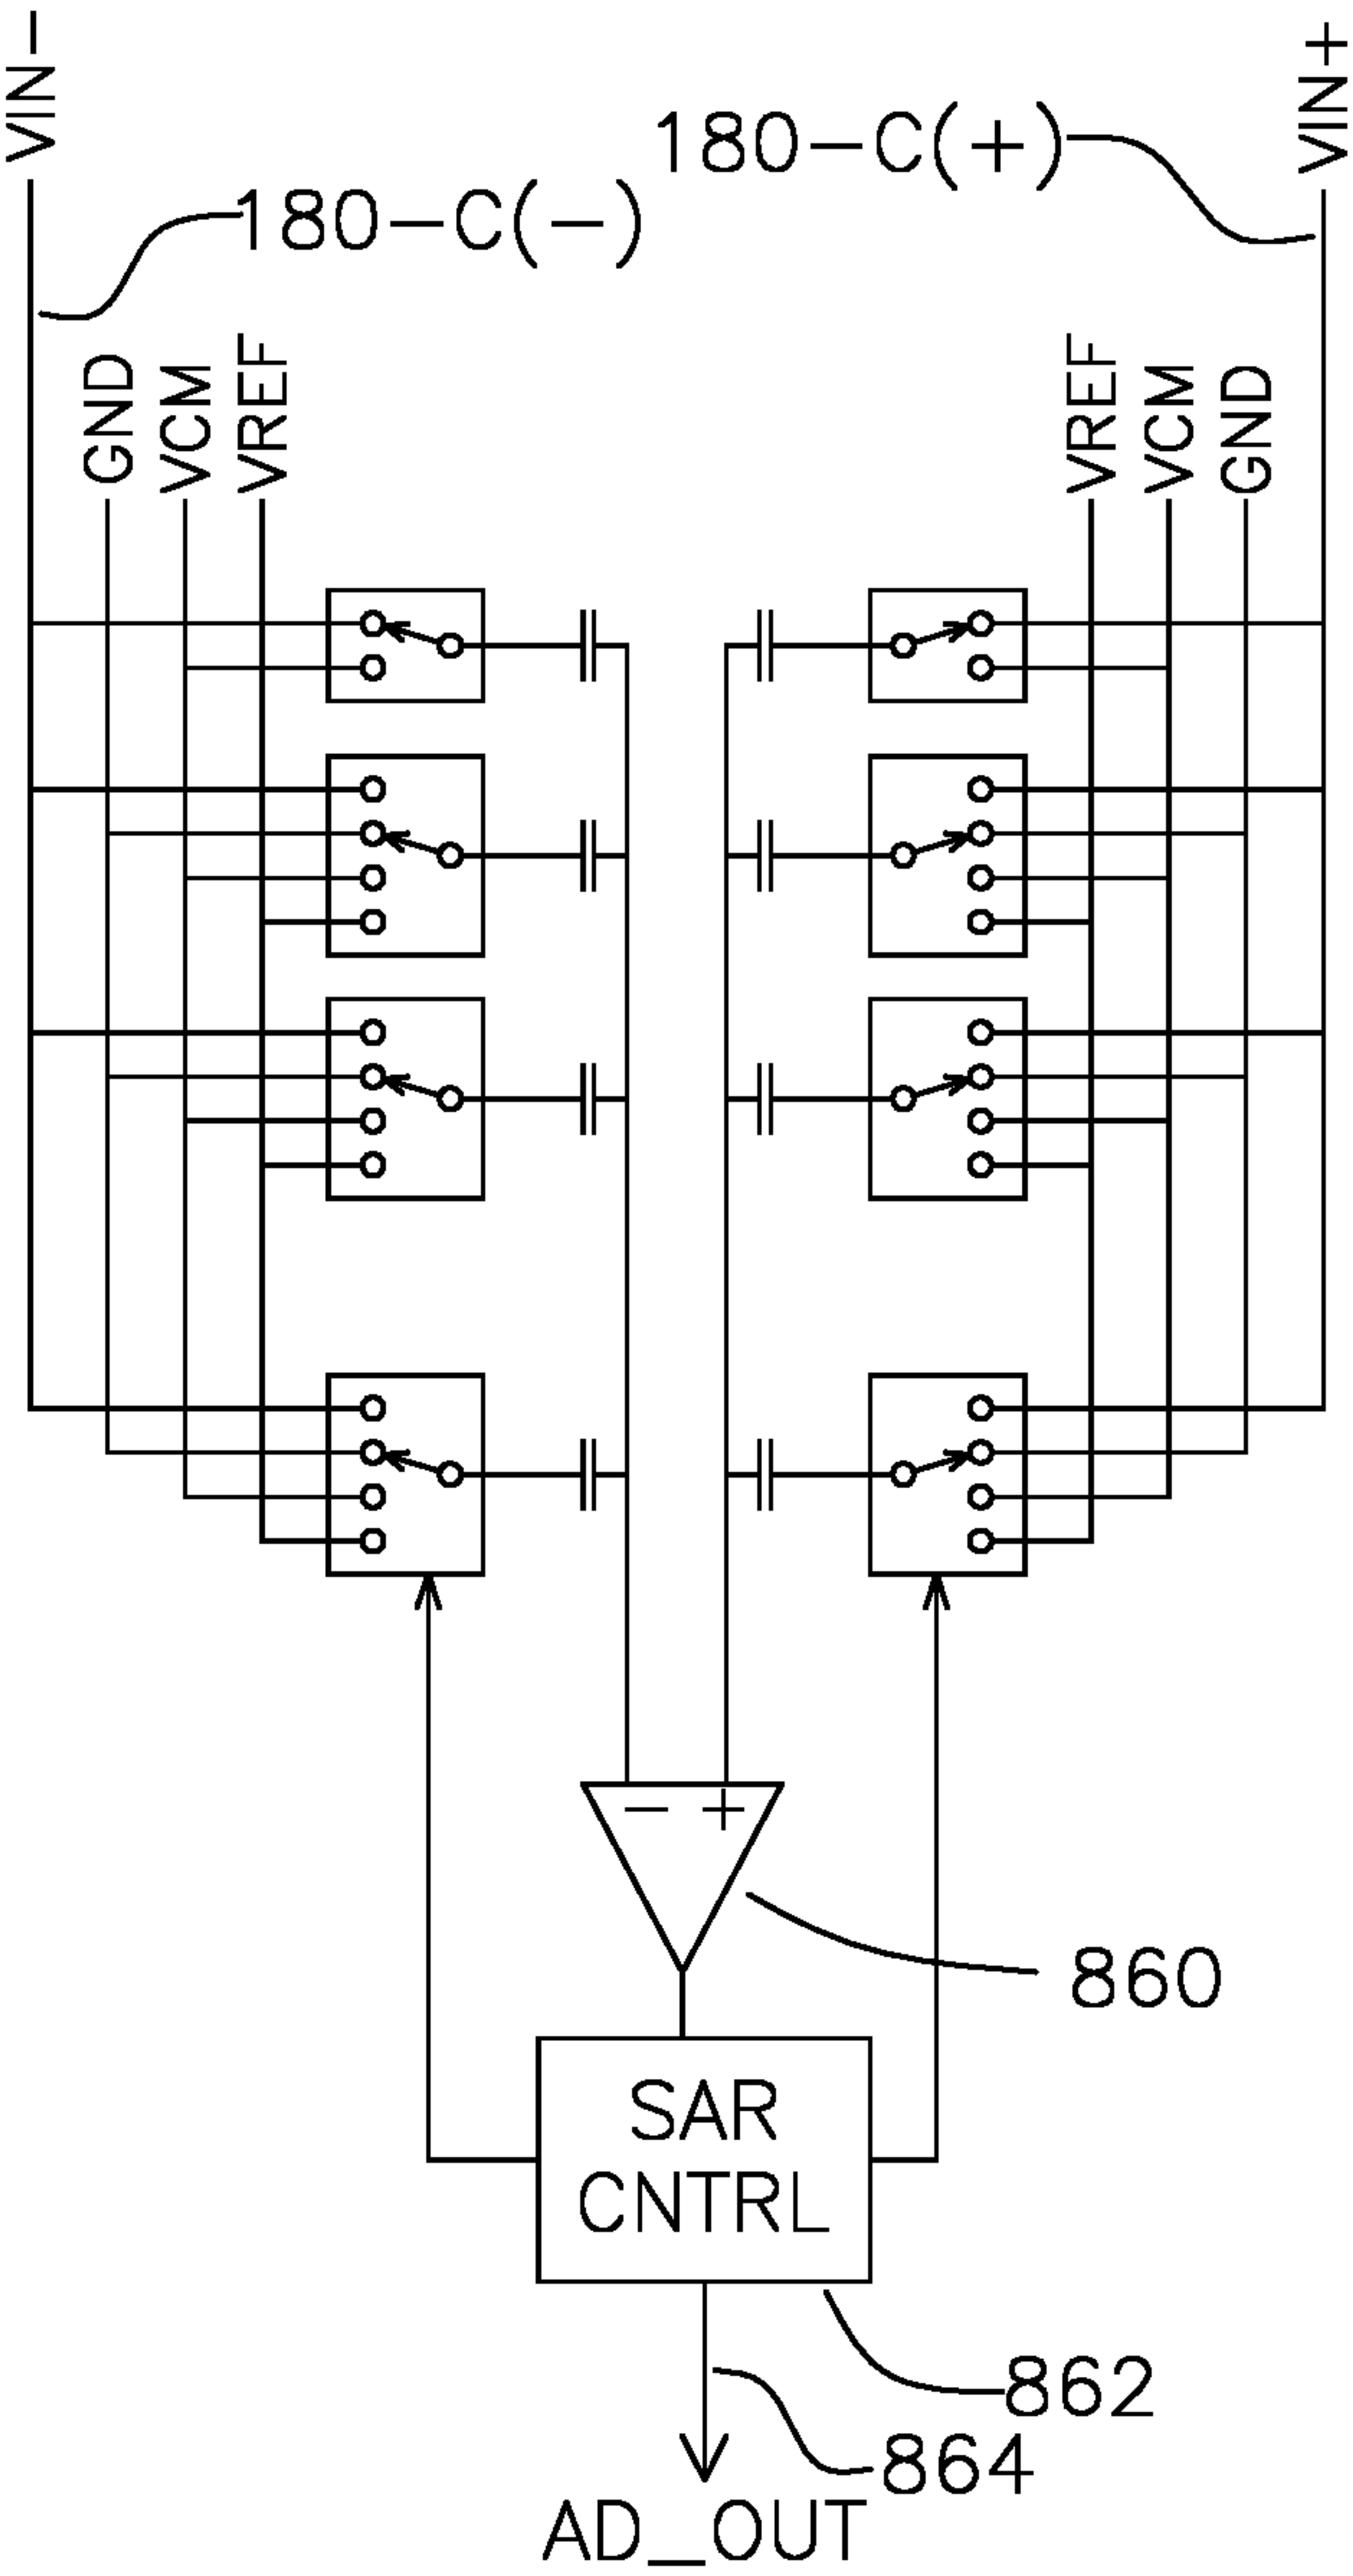 VIN-
VIN+
180-C(+)
180-C(-)
GND
VCM
VREF
VREF
VCM
GND
- +
860
SAR
CNTRL
862
864
AD_OUT